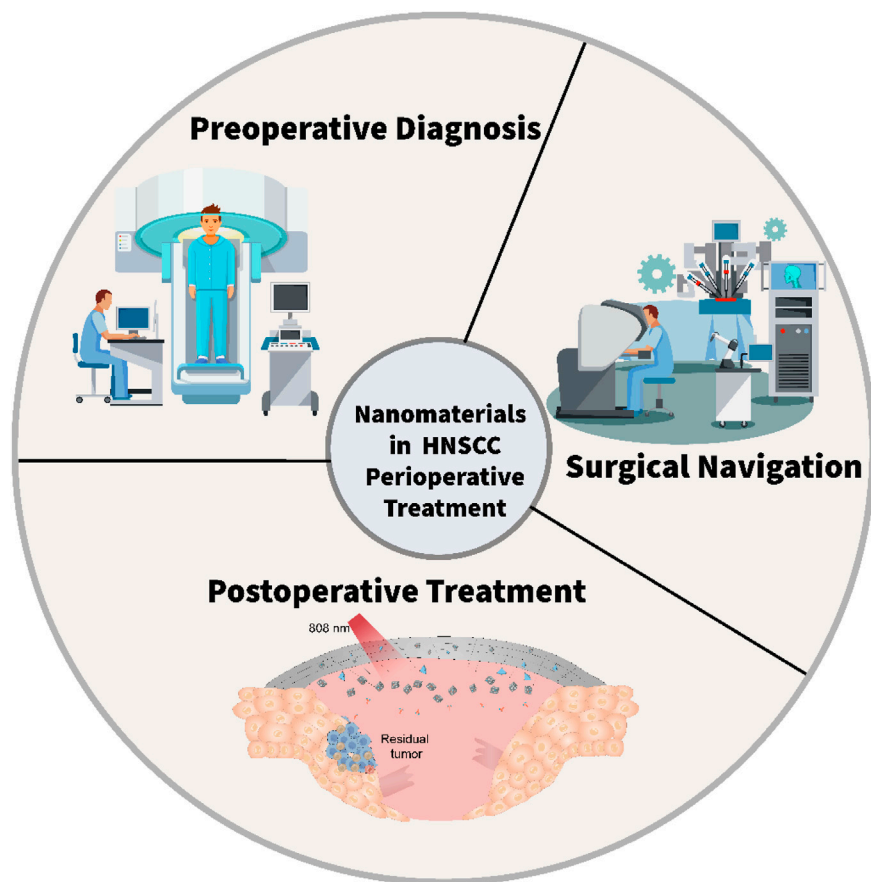 Preoperative Diagnosis
Nanomaterials
in HNSCC
Perioperative
Treatment
Surgical Navigation
Postoperative Treatment
808 nm
Residual
tumor